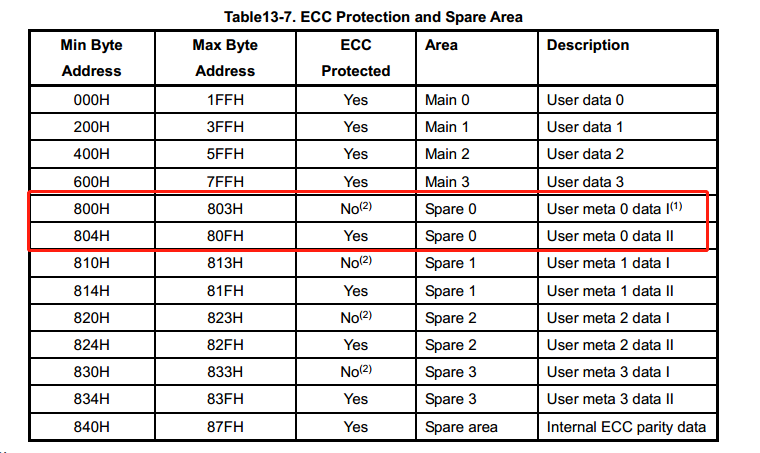 Table13-7. ECC Protection and Spare Area
Min Byte Address Max Byte Address ECC Protected Area Description
000H 1FFH Yes Main 0 User data 0
200H 3FFH Yes Main 1 User data 1
400H 5FFH Yes Main 2 User data 2
600H 7FFH Yes Main 3 User data 3
800H 803H No(2) Spare 0 User meta 0 data I(1)
804H 80FH Yes Spare 0 User meta 0 data II
810H 813H No(2) Spare 1 User meta 1 data I
814H 81FH Yes Spare 1 User meta 1 data II
820H 823H No(2) Spare 2 User meta 2 data I
824H 82FH Yes Spare 2 User meta 2 data II
830H 833H No(2) Spare 3 User meta 3 data I
834H 83FH Yes Spare 3 User meta 3 data II
840H 87FH Yes Spare area Internal ECC parity data